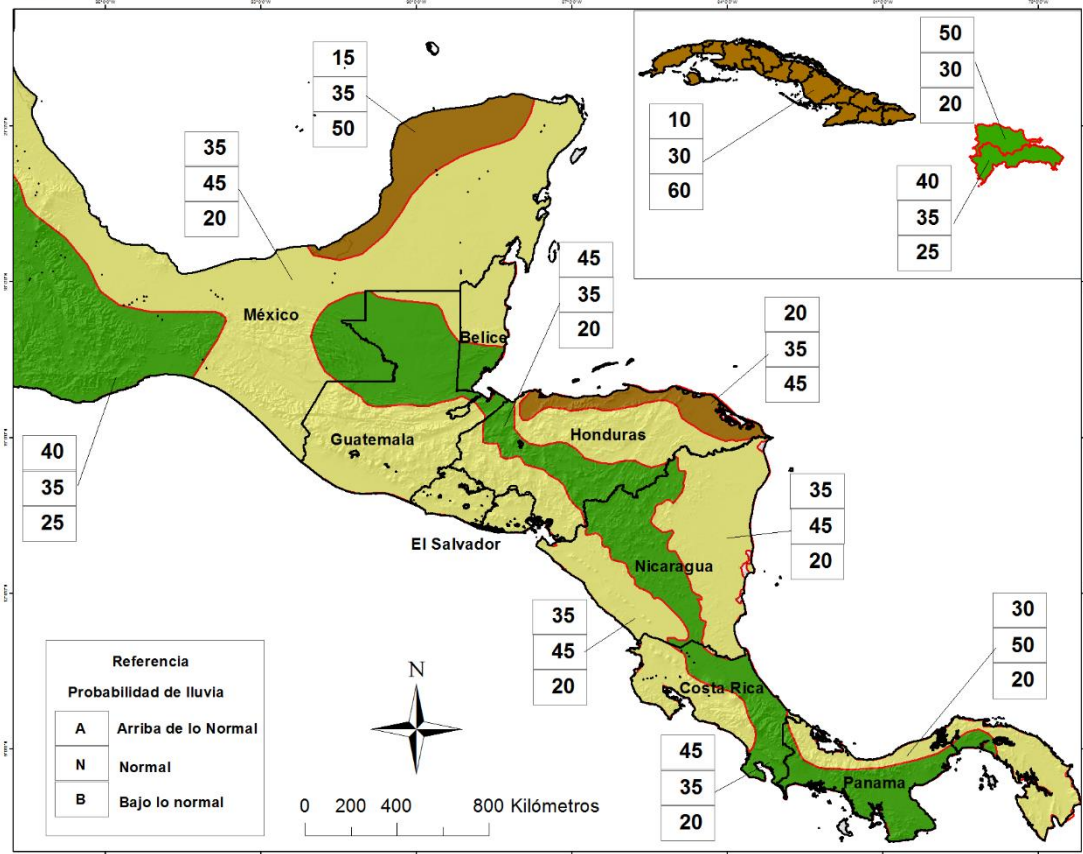 15
35
50
50
30
20
10
30
60
35
45
20
40
35
25
45
35
20
México
Belice
20
35
45
Guatemala
Honduras
40
35
25
35
45
20
El Salvador
Nicaragua
35
45
20
30
50
20
Referencia
Probabilidad de lluvia
A Arriba de lo Normal
N Normal
B Bajo lo normal
N
Costa Rica
45
35
20
Panama
0 200 400 800 Kilómetros